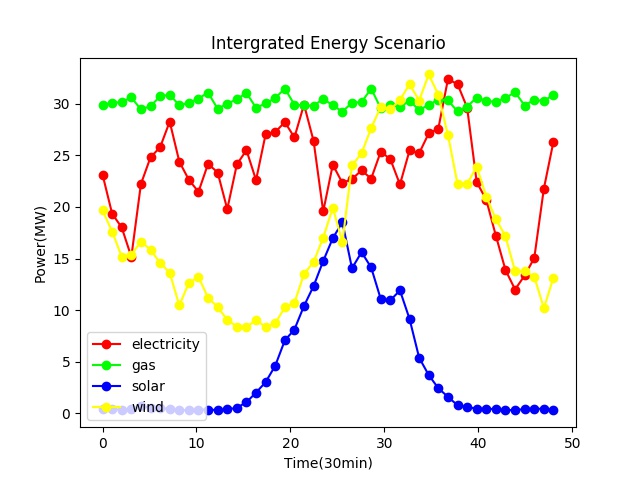 Intergrated Energy Scenario
Power(MW)
30
25
20
15
10
5
0
electricity
gas
solar
wind
0 10 20 30 40 50
Time(30min)